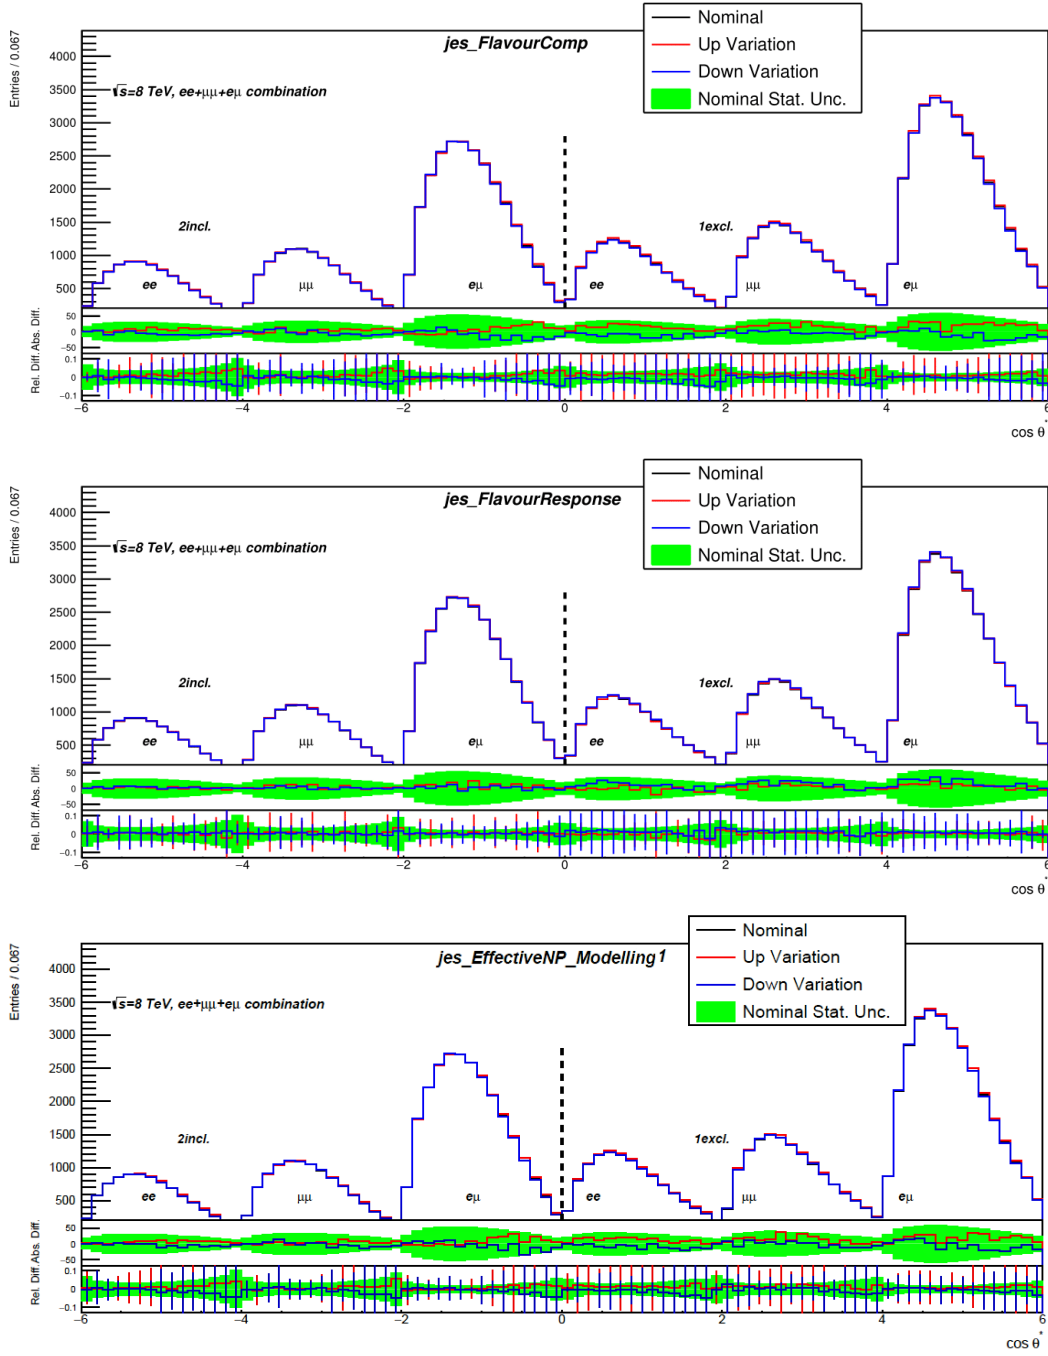 jes_FlavourComp
Nominal
Up Variation
Down Variation
Nominal Stat. Unc.
√s=8 TeV, ee+μμ+eμ combination
Entries / 0.067
4000
3500
3000
2500
2000
1500
1000
500
2incl.
1excl.
ee
μμ
eμ
ee
μμ
eμ
Abs. Diff.
50
0
−50
Rel. Diff.
0.1
0
−0.1
−6
−4
−2
0
2
4
6
cos θ*
jes_FlavourResponse
Nominal
Up Variation
Down Variation
Nominal Stat. Unc.
√s=8 TeV, ee+μμ+eμ combination
Entries / 0.067
4000
3500
3000
2500
2000
1500
1000
500
2incl.
1excl.
ee
μμ
eμ
ee
μμ
eμ
Abs. Diff.
50
0
−50
Rel. Diff.
0.1
0
−0.1
−6
−4
−2
0
2
4
6
cos θ*
jes_EffectiveNP_Modelling1
Nominal
Up Variation
Down Variation
Nominal Stat. Unc.
√s=8 TeV, ee+μμ+eμ combination
Entries / 0.067
4000
3500
3000
2500
2000
1500
1000
500
2incl.
1excl.
ee
μμ
eμ
ee
μμ
eμ
Abs. Diff.
50
0
−50
Rel. Diff.
0.1
0
−0.1
−6
−4
−2
0
2
4
6
cos θ*